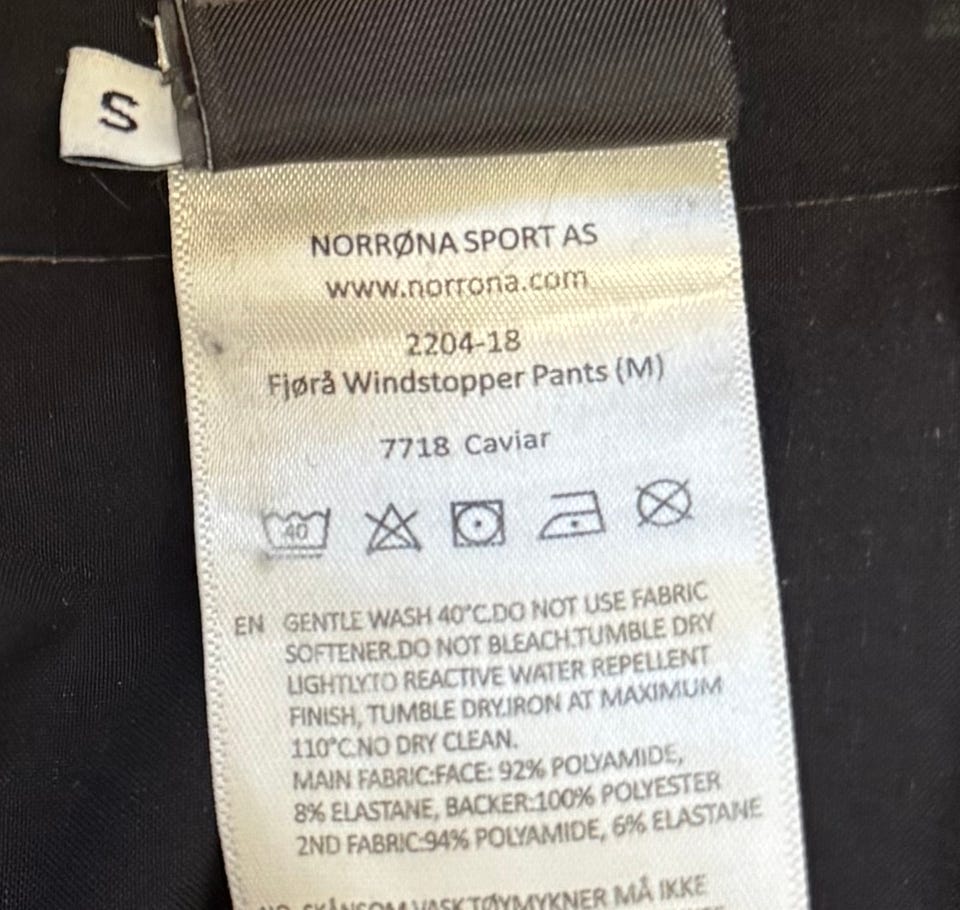 S
NORRØNA SPORT AS
www.norrona.com
2204-18
Fjørå Windstopper Pants (M)
7718 Caviar
40
EN GENTLE WASH 40°C.DO NOT USE FABRIC
SOFTENER.DO NOT BLEACH.TUMBLE DRY
LIGHTLY.TO REACTIVE WATER REPELLENT
FINISH, TUMBLE DRY.IRON AT MAXIMUM
110°C.NO DRY CLEAN.
MAIN FABRIC:FACE: 92% POLYAMIDE,
8% ELASTANE, BACKER:100% POLYESTER
2ND FABRIC:94% POLYAMIDE, 6% ELASTANE
NO SKÅNSOM VASK.TØYMYKNER MÅ IKKE